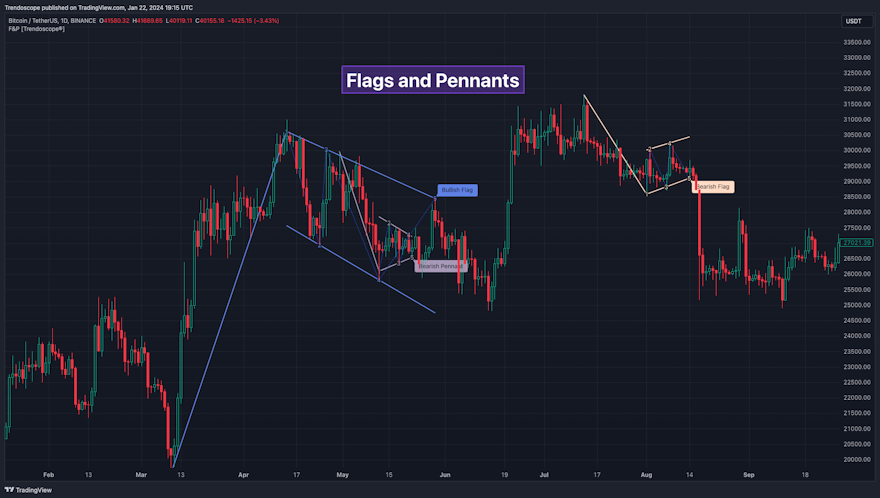 Trendoscope published on TradingView.com, Jan 22, 2024 19:15 UTC
Bitcoin / TetherUS, 1D, BINANCE O41580.32 H41689.65 L40119.11 C40155.16 −1425.15 (−3.43%)
F&P [Trendoscope®]
USDT
Flags and Pennants
33500.00
33000.00
32500.00
32000.00
31500.00
31000.00
30500.00
30000.00
29500.00
29000.00
28500.00
28000.00
27500.00
27021.39
26500.00
26000.00
25500.00
25000.00
24500.00
24000.00
23500.00
23000.00
22500.00
22000.00
21500.00
21000.00
20500.00
20000.00
Bullish Flag
Bearish Flag
Bearish Pennant
Feb 13 Mar 13 Apr 17 May 15 Jun 19 Jul 17 Aug 14 Sep 18
TradingView